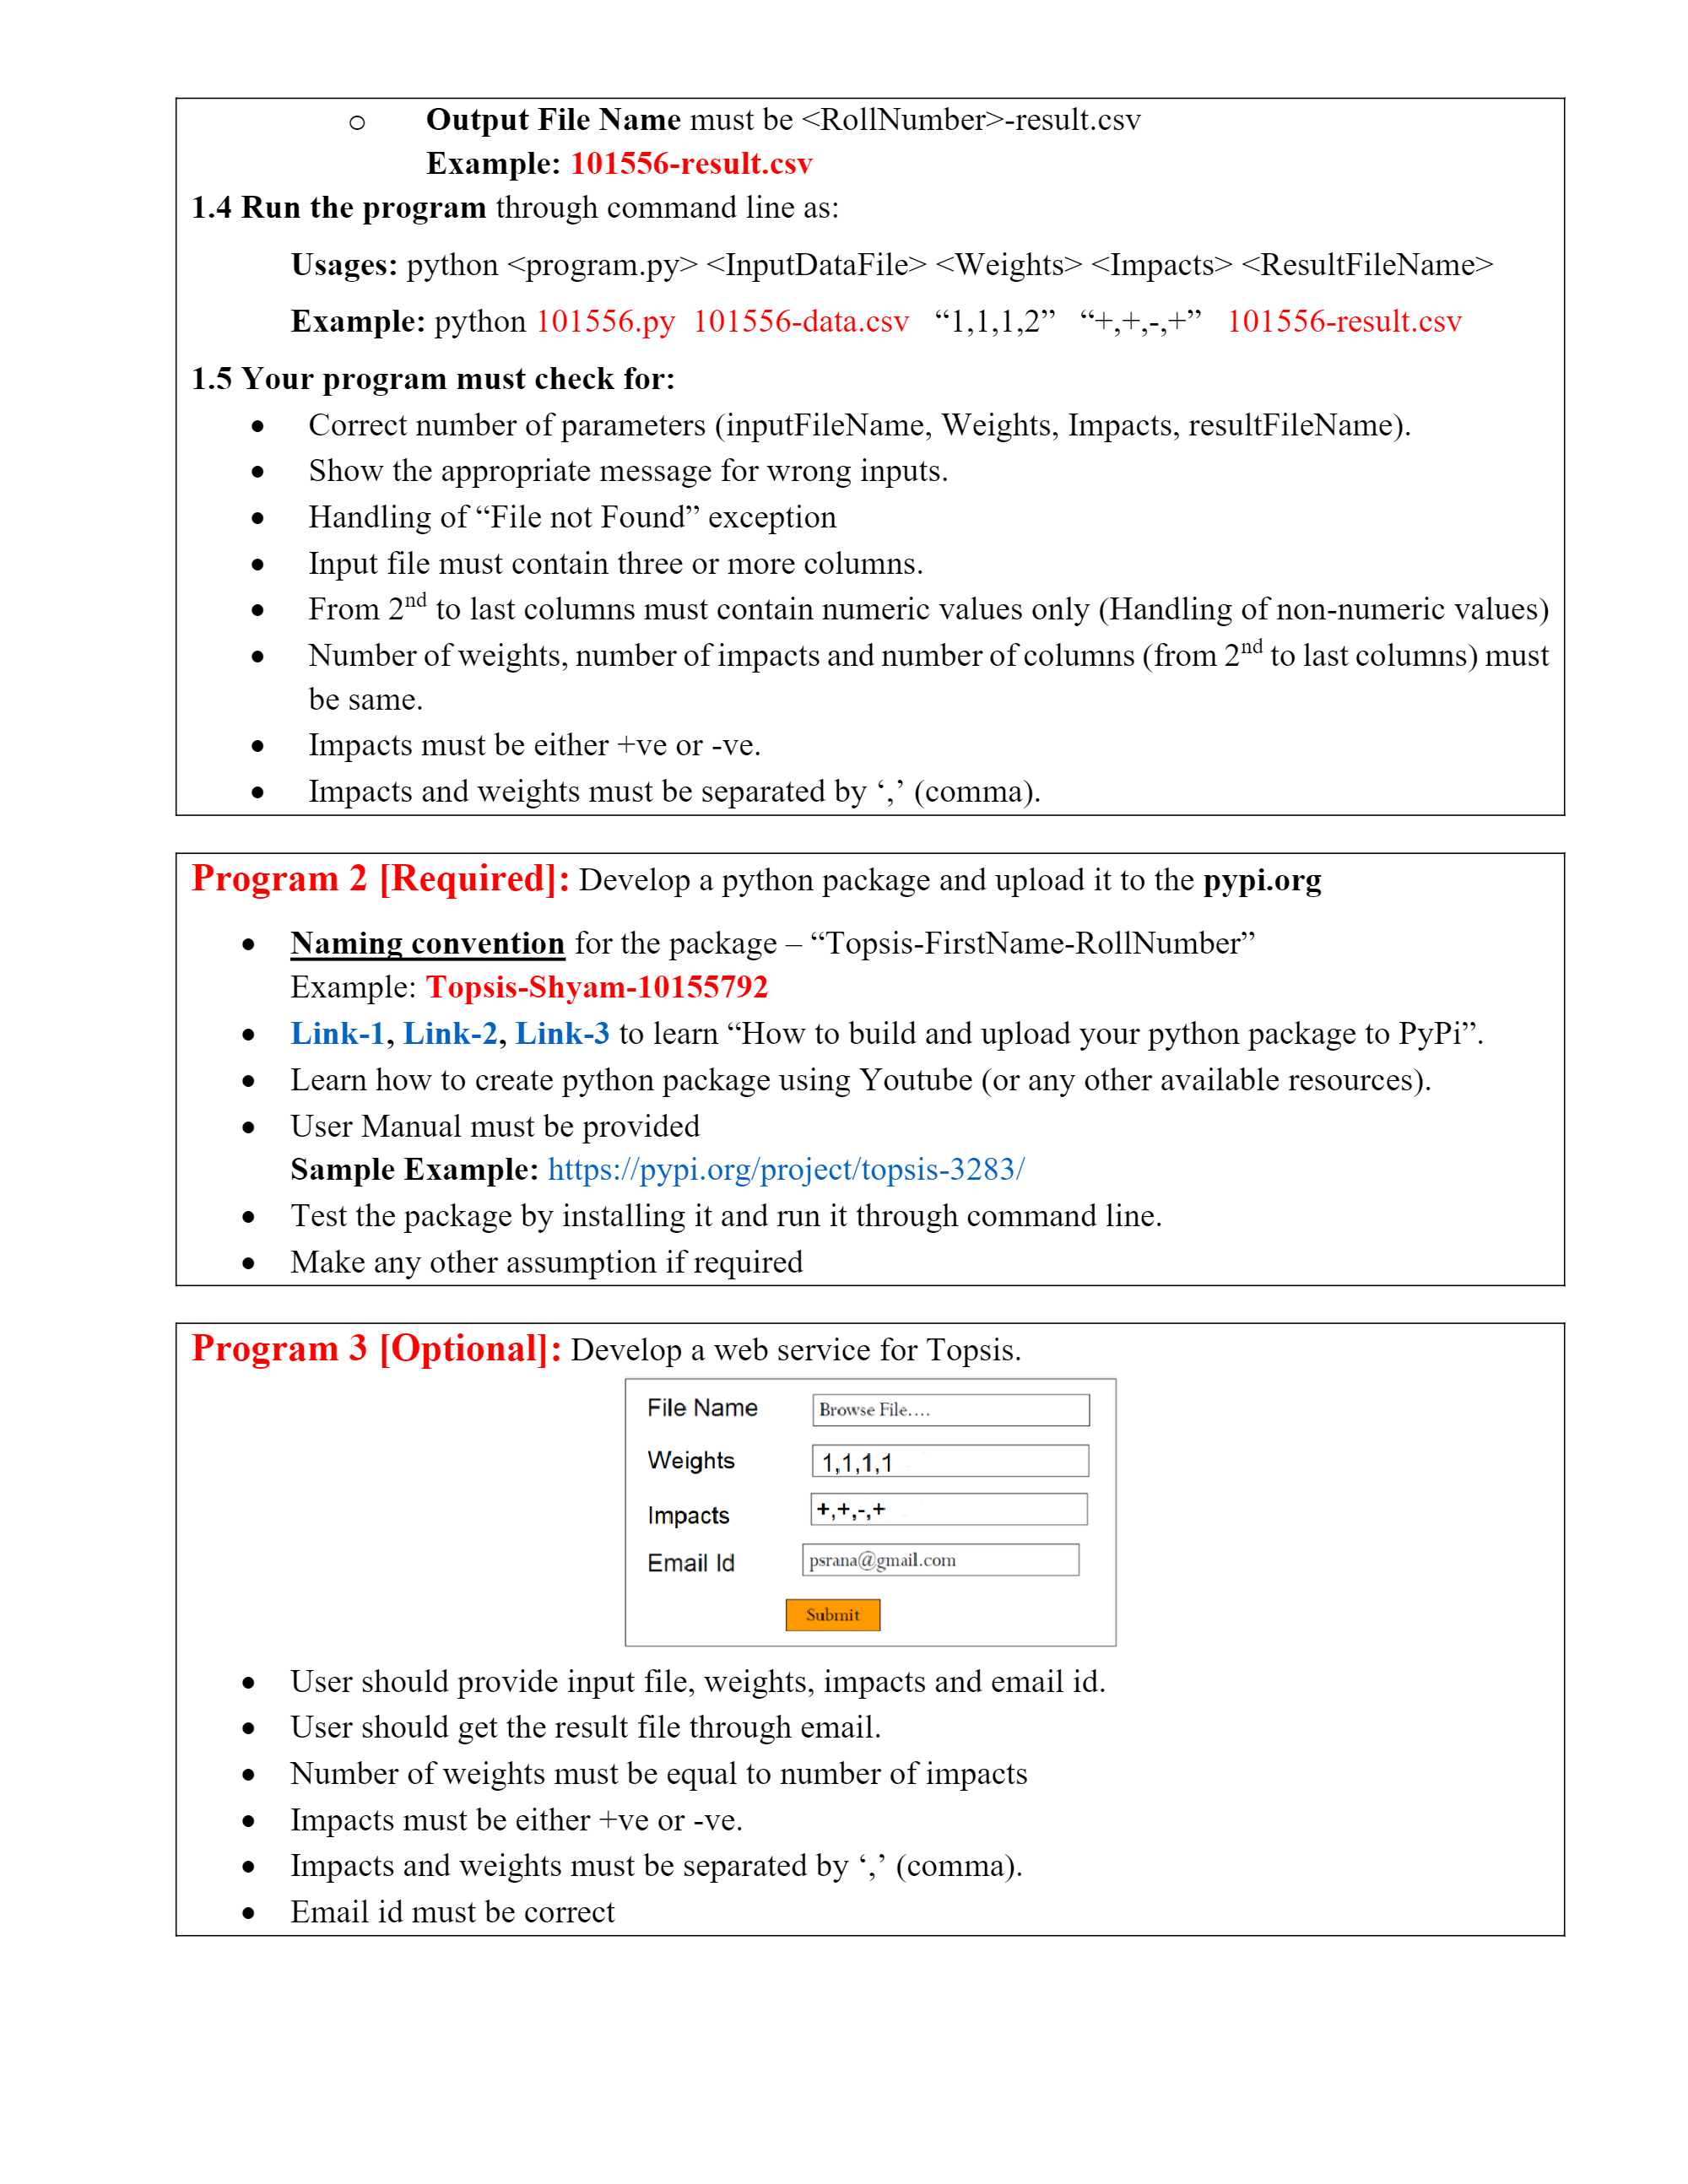 o Output File Name must be <RollNumber>-result.csv
Example: 101556-result.csv
1.4 Run the program through command line as:
Usages: python <program.py> <InputDataFile> <Weights> <Impacts> <ResultFileName>
Example: python 101556.py 101556-data.csv “1,1,1,2” “+,+,-,+” 101556-result.csv
1.5 Your program must check for:
• Correct number of parameters (inputFileName, Weights, Impacts, resultFileName).
• Show the appropriate message for wrong inputs.
• Handling of “File not Found” exception
• Input file must contain three or more columns.
• From 2nd to last columns must contain numeric values only (Handling of non-numeric values)
• Number of weights, number of impacts and number of columns (from 2nd to last columns) must
be same.
• Impacts must be either +ve or -ve.
• Impacts and weights must be separated by ‘,’ (comma).
Program 2 [Required]: Develop a python package and upload it to the pypi.org
• Naming convention for the package – “Topsis-FirstName-RollNumber”
Example: Topsis-Shyam-10155792
• Link-1, Link-2, Link-3 to learn “How to build and upload your python package to PyPi”.
• Learn how to create python package using Youtube (or any other available resources).
• User Manual must be provided
Sample Example: https://pypi.org/project/topsis-3283/
• Test the package by installing it and run it through command line.
• Make any other assumption if required
Program 3 [Optional]: Develop a web service for Topsis.
File Name Browse File....
Weights 1,1,1,1
Impacts +,+,-,+
Email Id psrana@gmail.com
Submit
• User should provide input file, weights, impacts and email id.
• User should get the result file through email.
• Number of weights must be equal to number of impacts
• Impacts must be either +ve or -ve.
• Impacts and weights must be separated by ‘,’ (comma).
• Email id must be correct